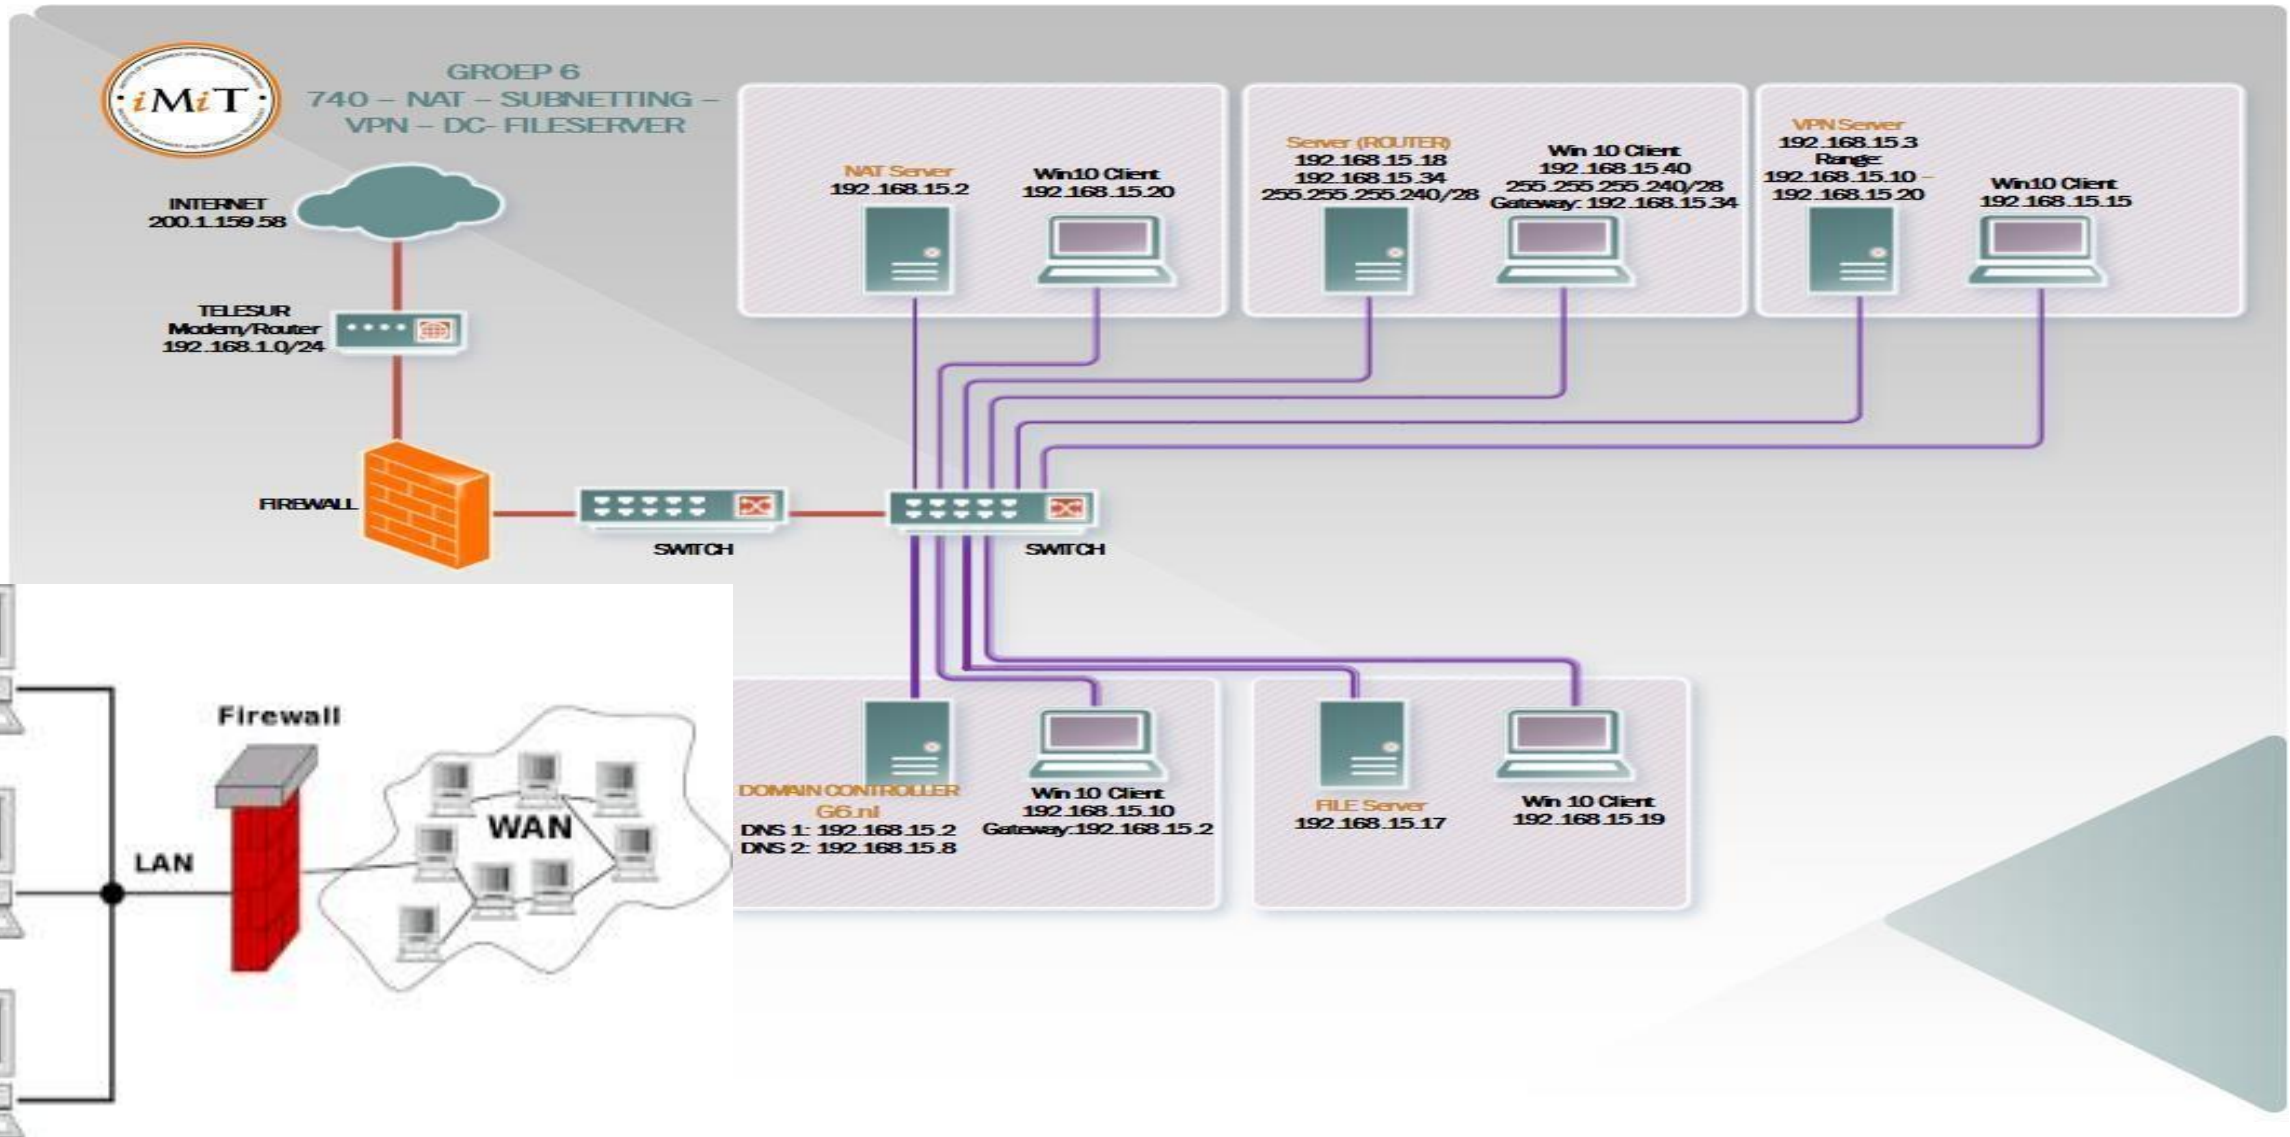 iMiT
GROEP 6
740 – NAT – SUBNETTING –
VPN – DC- FILESERVER
INTERNET
200.1.159.58
TELESUR
Modem/Router
192.168.1.0/24
FIREWALL
SWITCH
SWITCH
NAT Server
192.168.15.2
Win10 Client
192.168.15.20
Server (ROUTER)
192.168.15.18
192.168.15.34
255.255.255.240/28
Win 10 Client
192.168.15.40
255.255.255.240/28
Gateway: 192.168.15.34
VPN Server
192.168.15.3
Range:
192.168.15.10 –
192.168.15.20
Win10 Client
192.168.15.15
DOMAIN CONTROLLER
G6.nl
DNS 1: 192.168.15.2
DNS 2: 192.168.15.8
Win 10 Client
192.168.15.10
Gateway:192.168.15.2
FILE Server
192.168.15.17
Win 10 Client
192.168.15.19
Firewall
WAN
LAN